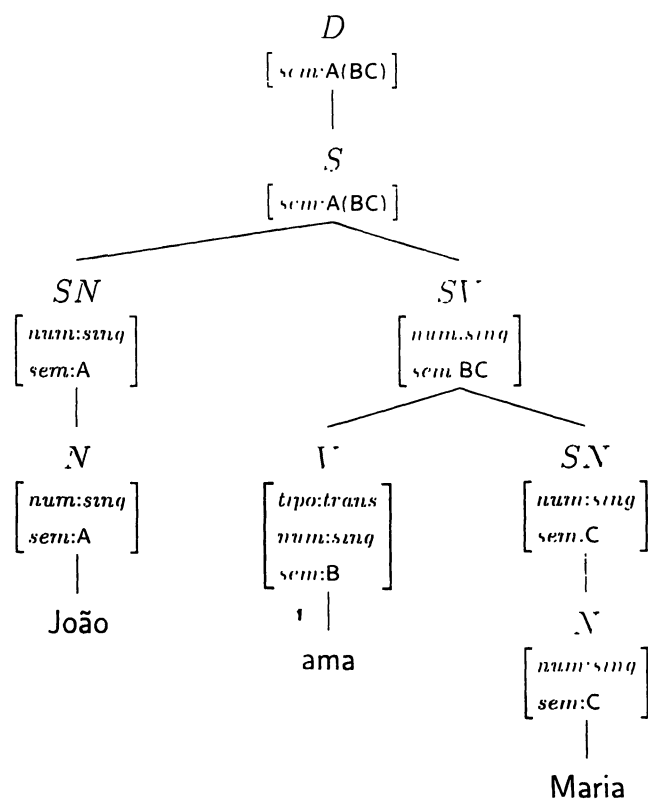 D
[sem:A(BC)]
S
[sem:A(BC)]
SN SV
[num:sing [num:sing
sem:A] sem:BC]
N V SN
[num:sing [tipo:trans [num:sing
sem:A] num:sing sem:C]
sem:B]
João N
ama [num:sing
sem:C]
Maria